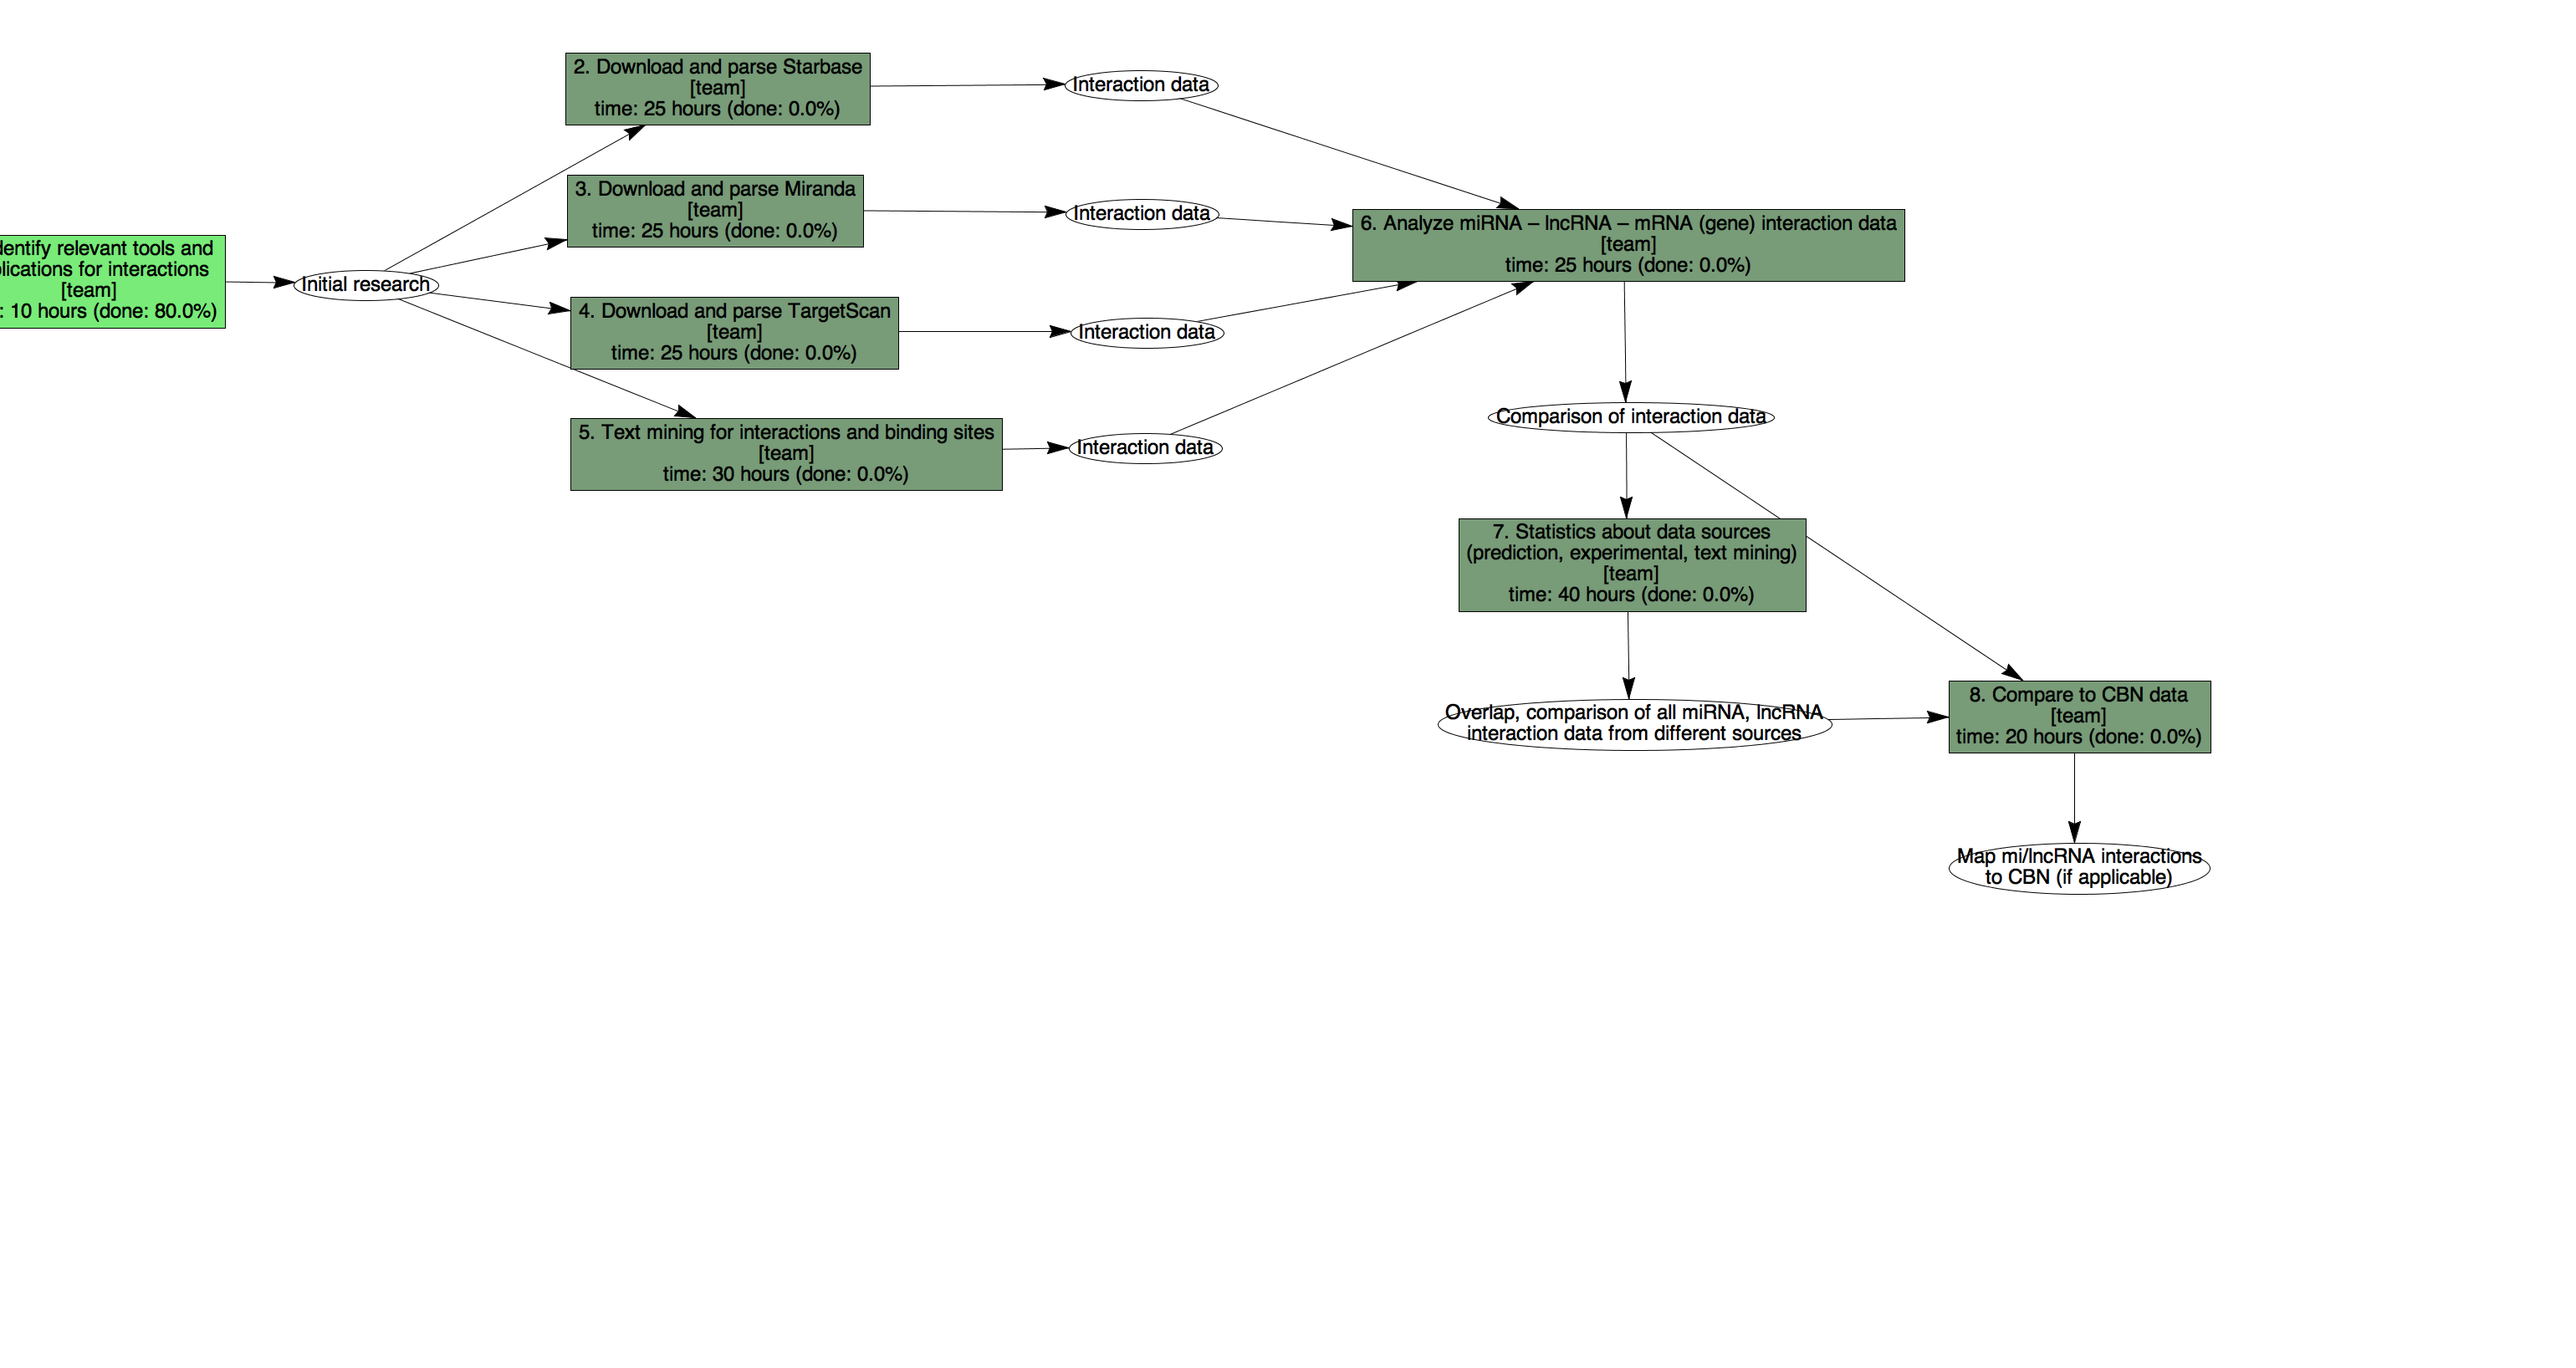 2. Download and parse Starbase
[team]
time: 25 hours (done: 0.0%)
Interaction data
3. Download and parse Miranda
[team]
time: 25 hours (done: 0.0%)
Interaction data
6. Analyze miRNA – lncRNA – mRNA (gene) interaction data
[team]
time: 25 hours (done: 0.0%)
relevant tools and
for interactions
[team]
: 10 hours (done: 80.0%)
Initial research
4. Download and parse TargetScan
[team]
time: 25 hours (done: 0.0%)
Interaction data
5. Text mining for interactions and binding sites
[team]
time: 30 hours (done: 0.0%)
Interaction data
Comparison of interaction data
7. Statistics about data sources
(prediction, experimental, text mining)
[team]
time: 40 hours (done: 0.0%)
Overlap, comparison of all miRNA, lncRNA
interaction data from different sources
8. Compare to CBN data
[team]
time: 20 hours (done: 0.0%)
Map mi/lncRNA interactions
to CBN (if applicable)